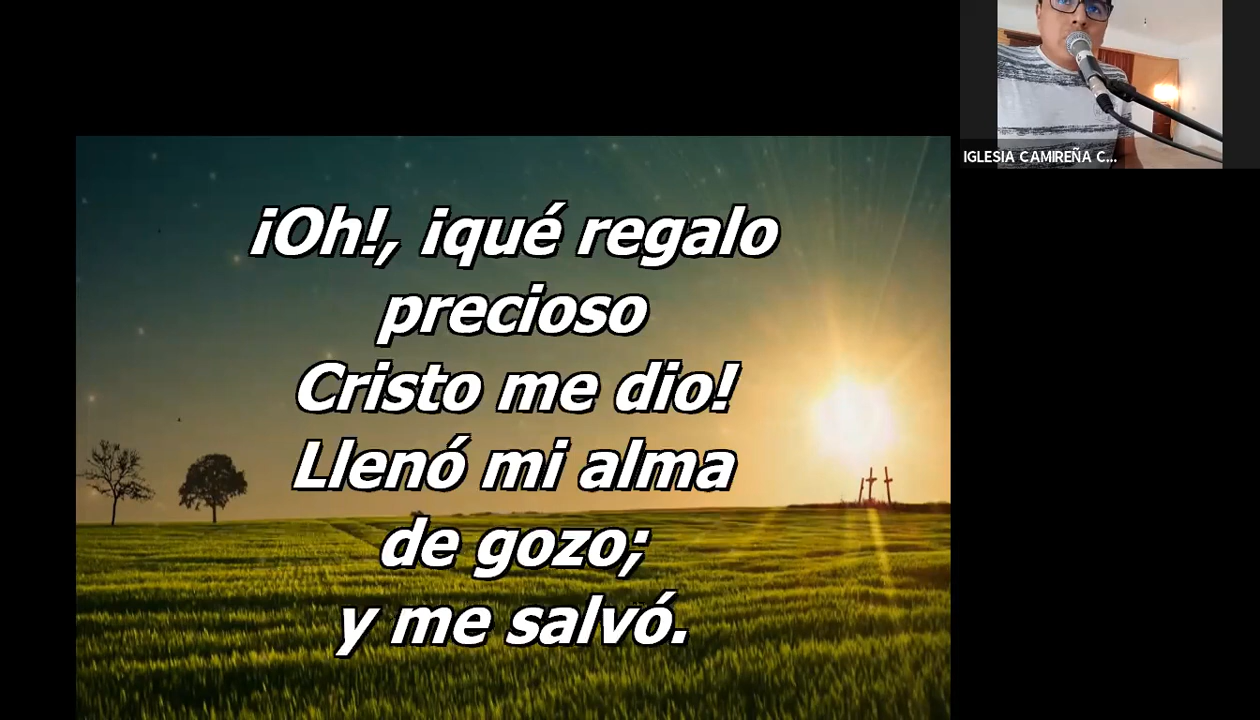 ¡Oh!, ¡qué regalo
precioso
Cristo me dio!
Llenó mi alma
de gozo;
y me salvó.
IGLESIA CAMIREÑA C...